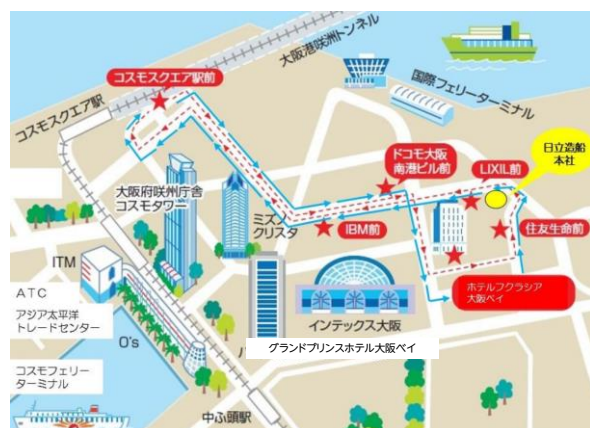 大阪港咲洲トンネル
コスモスクエア駅前
コスモスクエア駅
国際フェリーターミナル
ドコモ大阪
南港ビル前
LIXIL前
日立造船
本社
大阪府咲洲庁舎
コスモタワー
ミズノ
クリスタ
IBM前
住友生命前
ITM
ATC
アジア太平洋
トレードセンター
O's
ホテルフクラシア
大阪ベイ
インテックス大阪
グランドプリンスホテル大阪ベイ
コスモフェリー
ターミナル
中ふ頭駅